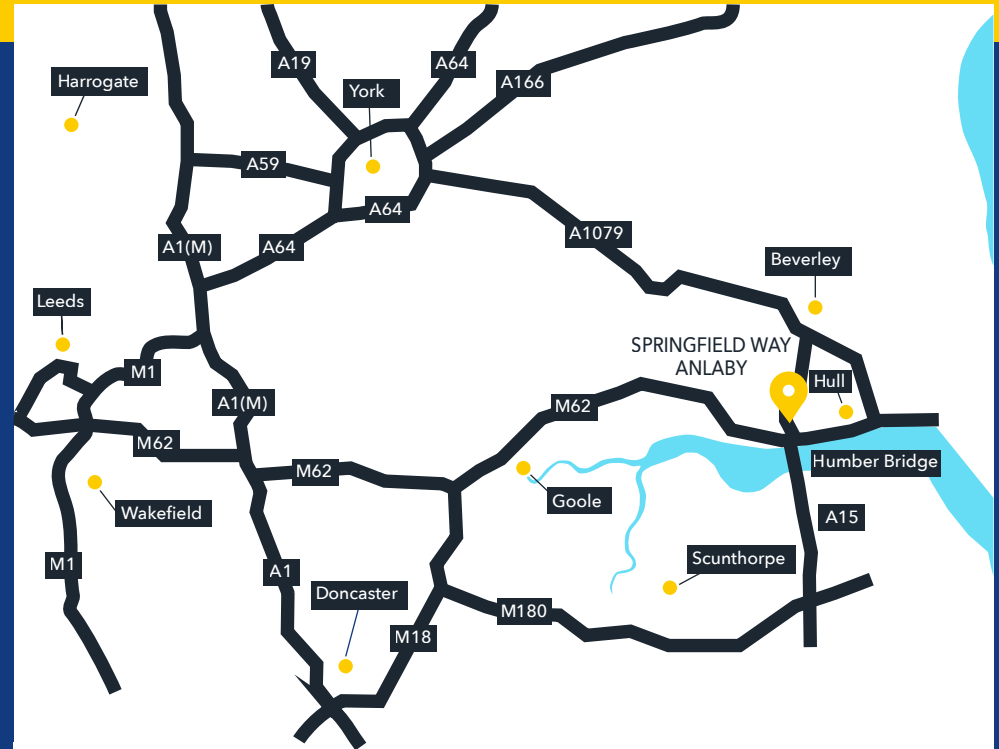 A19
A64
Harrogate
York
A166
A59
A64
A1(M)
A64
A1079
Beverley
Leeds
SPRINGFIELD WAY
ANLABY
M1
Hull
A1(M)
M62
M62
M62
Humber Bridge
Goole
Wakefield
A15
M1
A1
Scunthorpe
Doncaster
M180
M18